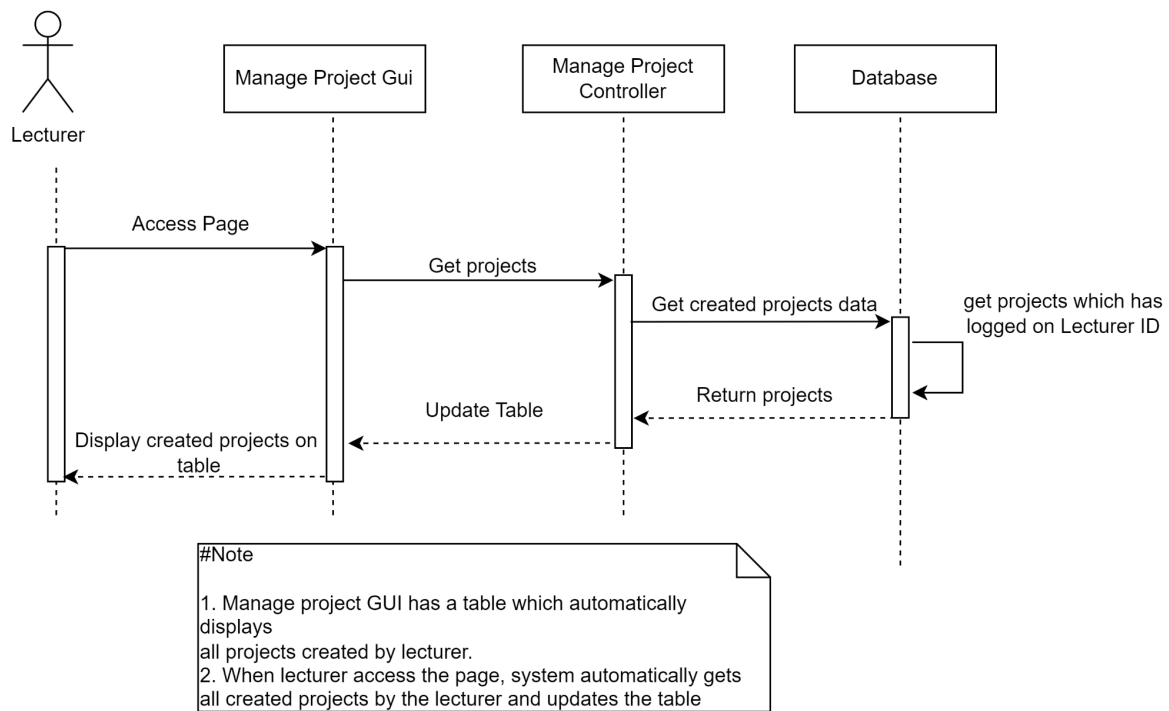 Manage Project Gui
Manage Project
Controller
Database
Lecturer
Access Page
Get projects
Get created projects data
get projects which has
logged on Lecturer ID
Return projects
Update Table
Display created projects on
table
#Note
1. Manage project GUI has a table which automatically
displays
all projects created by lecturer.
2. When lecturer access the page, system automatically gets
all created projects by the lecturer and updates the table